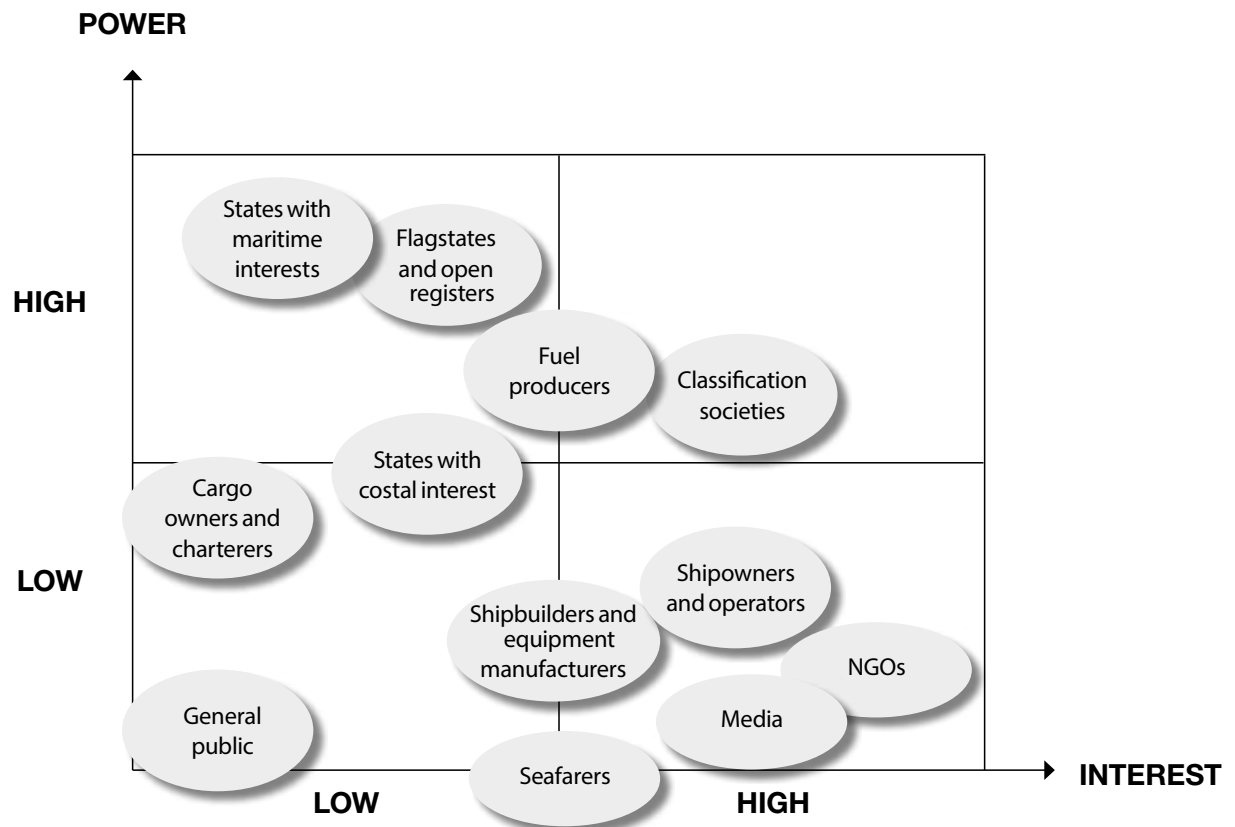 POWER
States with
maritime
interests
Flagstates
and open
registers
HIGH
Fuel
producers
Classification
societies
States with
costal interest
Cargo
owners and
charterers
LOW
Shipowners
and operators
Shipbuilders and
equipment
manufacturers
NGOs
General
public
Media
Seafarers
INTEREST
LOW
HIGH